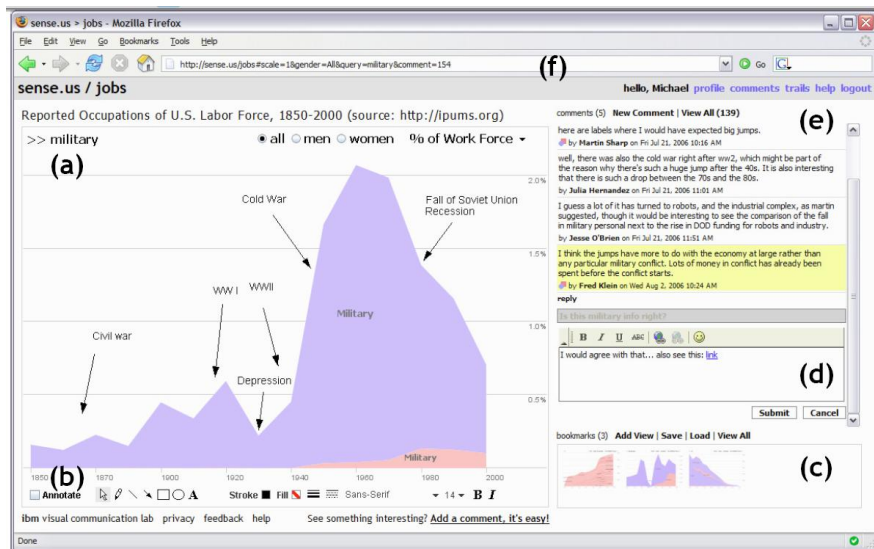 sense.us > jobs - Mozilla Firefox
File Edit View Go Bookmarks Tools Help
http://sense.us/jobs#scale=1&gender=All&query=military&comment=154
(f)
Go
G
sense.us / jobs
hello, Michael profile comments trails help logout
Reported Occupations of U.S. Labor Force, 1850-2000 (source: http://ipums.org)
>> military
all men women
% of Work Force
(a)
2.0%
Cold War
Fall of Soviet Union
Recession
1.5%
WW I
WWII
Military
1.0%
Civil war
Depression
0.5%
Military
1850 1870 1900 1920 1940 1960 1980 2000
(b)
Annotate
A
Stroke Fill Sans-Serif 14 B I
ibm visual communication lab privacy feedback help
See something interesting? Add a comment, it's easy!
comments (5) New Comment | View All (139)
(e)
here are labels where I would have expected big jumps.
by Martin Sharp on Fri Jul 21, 2006 10:16 AM
well, there was also the cold war right after ww2, which might be part of
the reason why there's such a huge jump after the 40s. It is also interesting
that there is such a drop between the 70s and the 80s.
by Julia Hernandez on Fri Jul 21, 2006 11:01 AM
I guess a lot of it has turned to robots, and the industrial complex, as martin
suggested, though it would be interesting to see the comparison of the fall
in military personal next to the rise in DOD funding for robots and industry.
by Jesse O'Brien on Fri Jul 21, 2006 11:51 AM
I think the jumps have more to do with the economy at large rather than
any particular military conflict. Lots of money in conflict has already been
spent before the conflict starts.
by Fred Klein on Wed Aug 2, 2006 10:24 AM
reply
Is this military info right?
B I U ABC
I would agree with that... also see this: link
(d)
Submit Cancel
bookmarks (3) Add View | Save | Load | View All
(c)
Done